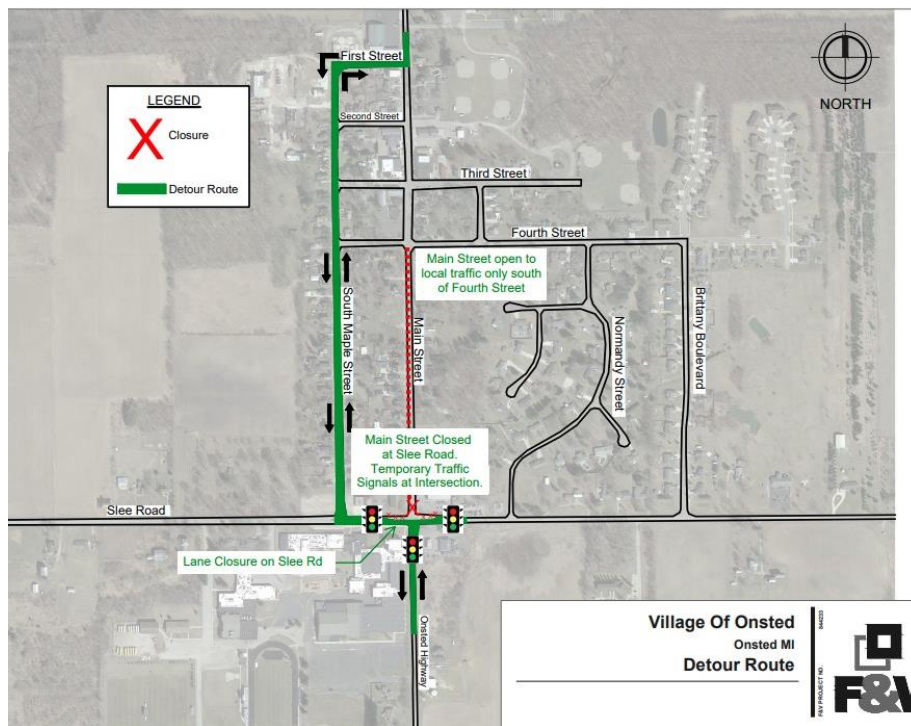 First Street
NORTH
LEGEND
Closure
Detour Route
Second Street
Third Street
Fourth Street
Main Street open to
local traffic only south
of Fourth Street
South Maple Street
Main Street
Normandy Street
Brittany Boulevard
Main Street Closed
at Slee Road.
Temporary Traffic
Signals at Intersection.
Slee Road
Lane Closure on Slee Rd
Onsted Highway
Village Of Onsted
Onsted MI
Detour Route
F&V PROJECT NO.
F&V